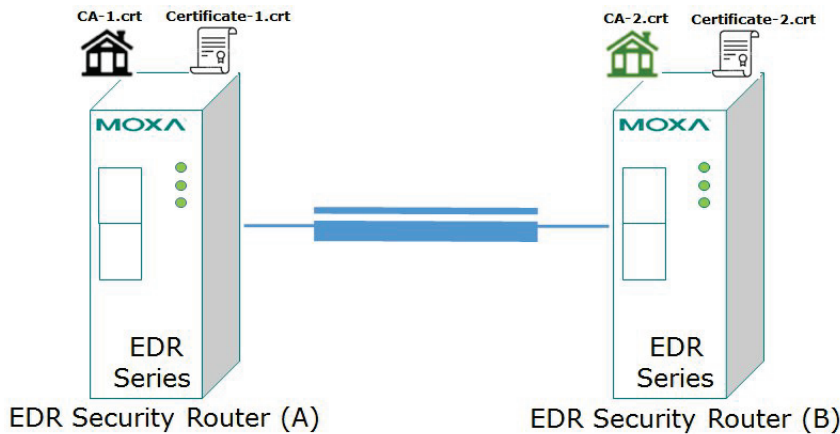 CA-1.crt Certificate-1.crt
CA-2.crt Certificate-2.crt
MOXA
MOXA
EDR
Series
EDR
Series
EDR Security Router (A)
EDR Security Router (B)